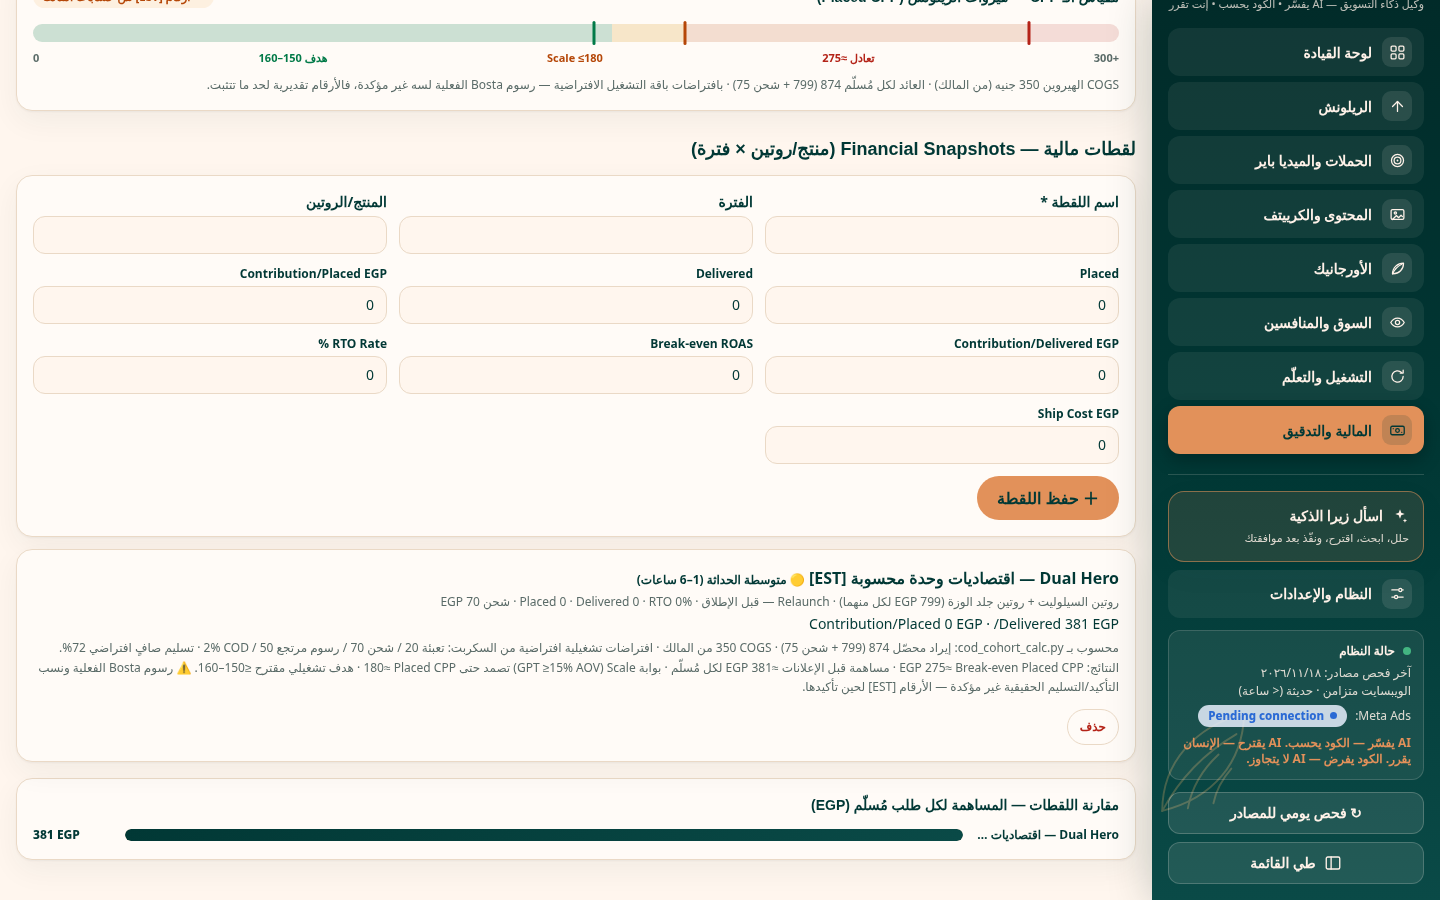 وكيل ذكاء التسويق — AI يفسّر • الكود يحسب • إنت تقرر
لوحة القيادة
الريلونش
الحملات والميديا باير
المحتوى والكرييتف
الأورجانيك
السوق والمنافسين
التشغيل والتعلّم
المالية والتدقيق
اسأل زيرا الذكية
حلل، ابحث، اقترح، ونفّذ بعد موافقتك
النظام والإعدادات
حالة النظام
آخر فحص مصادر: ٢٠٢٦/١١/١٨
الويبسايت متزامن · حديثة (< ساعة)
Meta Ads: Pending connection
AI يفسّر — الكود يحسب. AI يقترح — الإنسان
يقرر. الكود يفرض — AI لا يتجاوز.
↻ فحص يومي للمصادر
طي القائمة
0
هدف 150–160
Scale ≤180
تعادل ≈275
300+
COGS الهيروين 350 جنيه (من المالك) · العائد لكل مُسلّم 874 (799 + شحن 75) · بافتراضات باقة التشغيل الافتراضية — رسوم Bosta الفعلية لسه غير مؤكدة، فالأرقام تقديرية لحد ما تتثبت.
لقطات مالية — Financial Snapshots (منتج/روتين × فترة)
اسم اللقطة *
الفترة
المنتج/الروتين
Placed
Delivered
Contribution/Placed EGP
0
0
0
Contribution/Delivered EGP
Break-even ROAS
RTO Rate %
0
0
0
Ship Cost EGP
0
+ حفظ اللقطة
Dual Hero — اقتصاديات وحدة محسوبة [EST] 🟡 متوسطة الحداثة (1–6 ساعات)
روتين السيلوليت + روتين جلد الوزة (799 EGP لكل منهما) · Relaunch — قبل الإطلاق · Placed 0 · Delivered 0 · RTO 0% · شحن 70 EGP
Contribution/Placed 0 EGP · /Delivered 381 EGP
محسوب بـ cod_cohort_calc.py: إيراد محصّل 874 (799 + شحن 75) · COGS 350 من المالك · افتراضات تشغيلية افتراضية من السكربت: تعبئة 20 / شحن 70 / رسوم مرتجع 50 / COD 2% · تسليم صافٍ افتراضي 72%.
النتائج: Break-even Placed CPP ≈275 EGP · مساهمة قبل الإعلانات ≈381 EGP لكل مُسلّم · بوابة Scale (GPT ≥15% AOV) تصمد حتى Placed CPP ≈180 · هدف تشغيلي مقترح ≤150–160. ⚠️ رسوم Bosta الفعلية ونسب
التأكيد/التسليم الحقيقية غير مؤكدة — الأرقام [EST] لحين تأكيدها.
حذف
مقارنة اللقطات — المساهمة لكل طلب مُسلّم (EGP)
Dual Hero — اقتصاديات ...
381 EGP